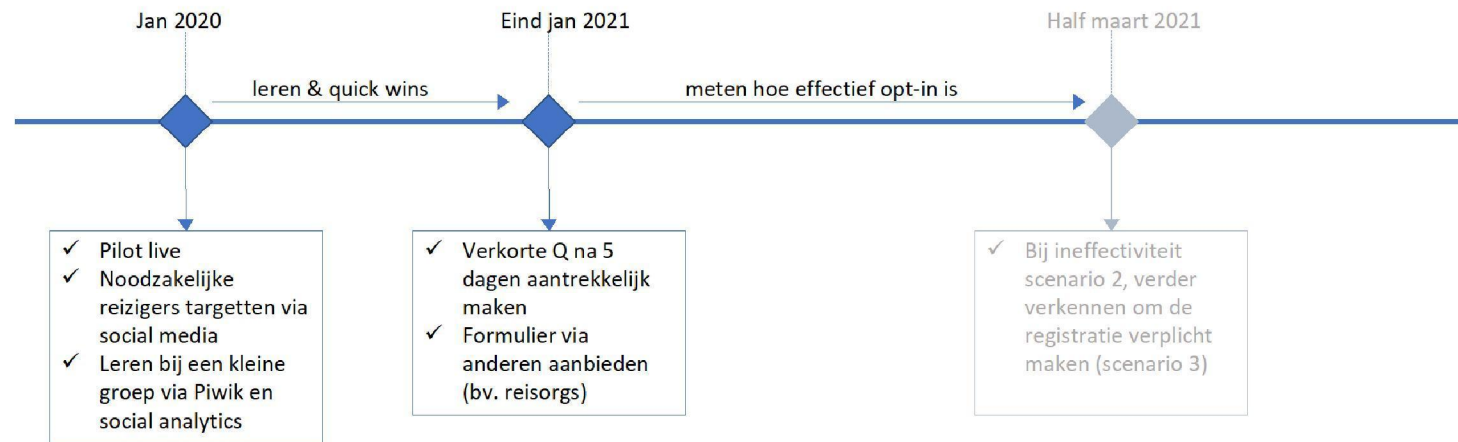 Jan 2020
Eind jan 2021
Half maart 2021
leren & quick wins
meten hoe effectief opt-in is
✓ Pilot live
✓ Noodzakelijke
reizigers targetten via
social media
✓ Leren bij een kleine
groep via Piwik en
social analytics
✓ Verkorte Q na 5
dagen aantrekkelijk
maken
✓ Formulier via
anderen aanbieden
(bv. reisorgs)
✓ Bij ineffectiviteit
scenario 2, verder
verkennen om de
registratie verplicht
maken (scenario 3)